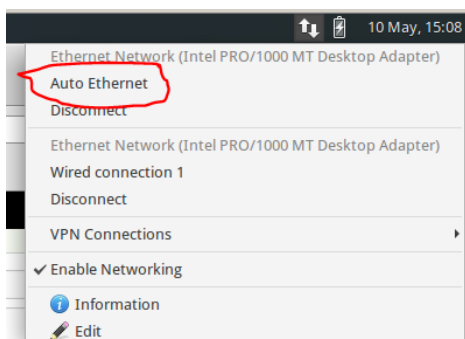 10 May, 15:08
Ethernet Network (Intel PRO/1000 MT Desktop Adapter)
Auto Ethernet
Disconnect
Ethernet Network (Intel PRO/1000 MT Desktop Adapter)
Wired connection 1
Disconnect
VPN Connections
Enable Networking
Information
Edit